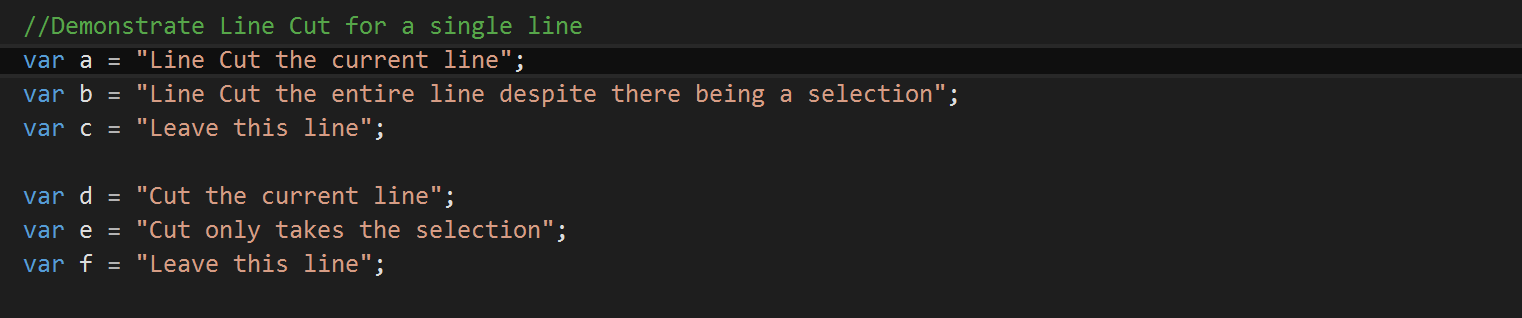 //Demonstrate Line Cut for a single line
var a = "Line Cut the current line";
var b = "Line Cut the entire line despite there being a selection";
var c = "Leave this line";

var d = "Cut the current line";
var e = "Cut only takes the selection";
var f = "Leave this line";